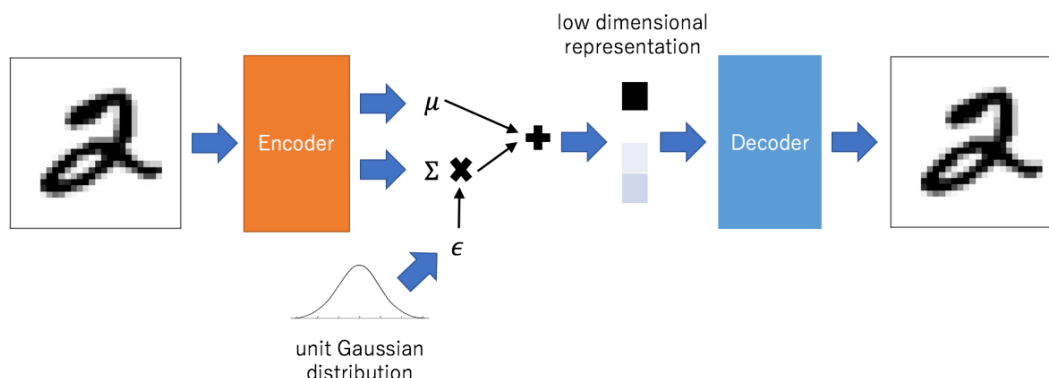 low dimensional
representation
Encoder
μ
Σ
Decoder
ϵ
unit Gaussian
distribution